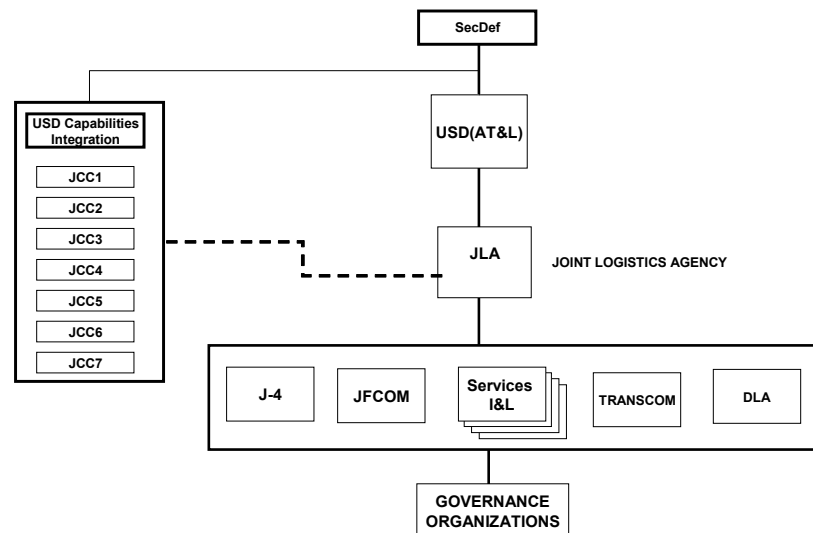 SecDef
USD Capabilities
Integration
JCC1
JCC2
JCC3
JCC4
JCC5
JCC6
JCC7
USD(AT&L)
JLA
JOINT LOGISTICS AGENCY
J-4
JFCOM
Services
I&L
TRANSCOM
DLA
GOVERNANCE
ORGANIZATIONS